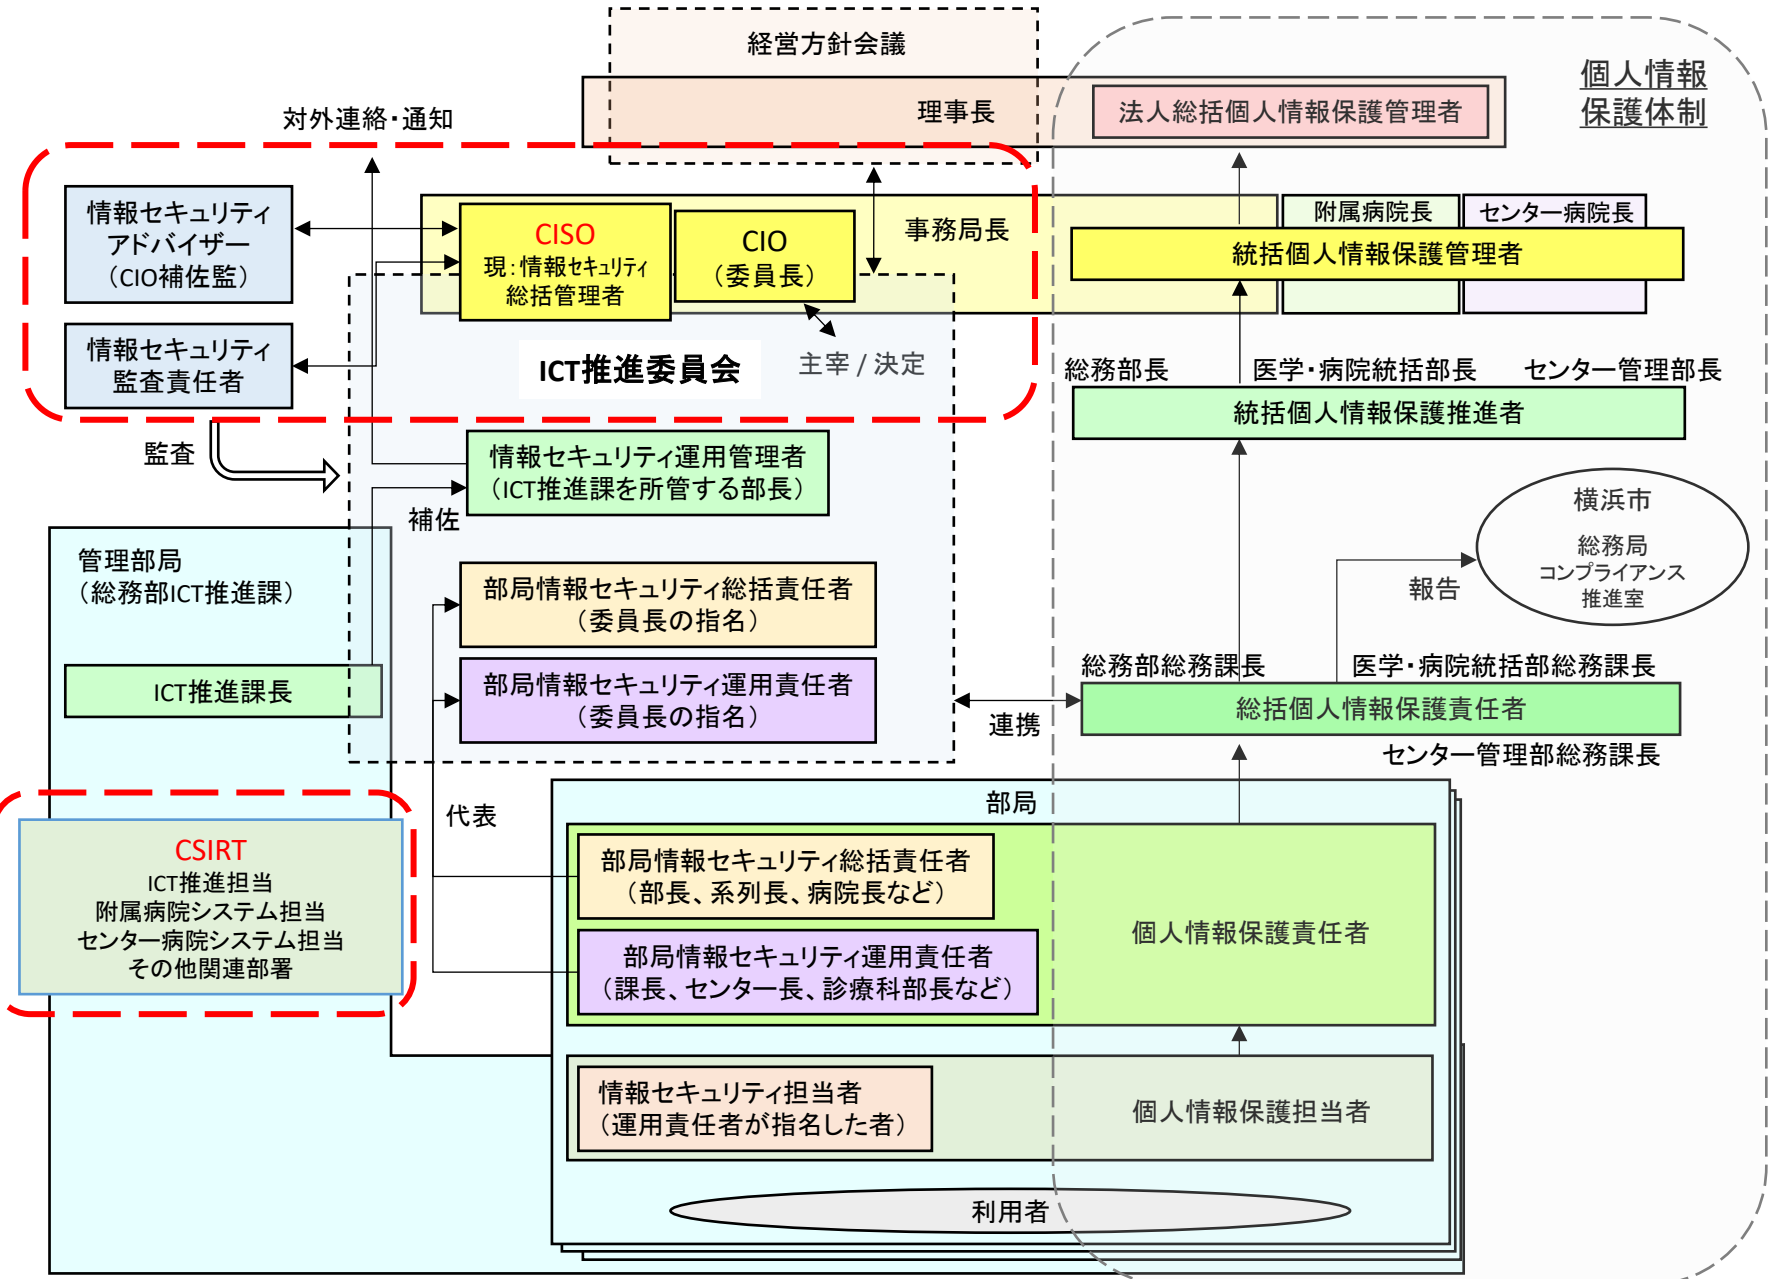 経営方針会議
個人情報
保護体制
理事長
法人総括個人情報保護管理者
対外連絡・通知
情報セキュリティ
アドバイザー
（CIO補佐監）
CISO
現：情報セキュリティ
総括管理者
CIO
（委員長）
事務局長
附属病院長
センター病院長
統括個人情報保護管理者
情報セキュリティ
監査責任者
ICT推進委員会
主宰 / 決定
総務部長
医学・病院統括部長
センター管理部長
統括個人情報保護推進者
監査
情報セキュリティ運用管理者
（ICT推進課を所管する部長）
補佐
横浜市
総務局
コンプライアンス
推進室
報告
管理部局
（総務部ICT推進課）
部局情報セキュリティ総括責任者
（委員長の指名）
ICT推進課長
部局情報セキュリティ運用責任者
（委員長の指名）
連携
総務部総務課長
医学・病院統括部総務課長
総括個人情報保護責任者
センター管理部総務課長
代表
部局
CSIRT
ICT推進担当
附属病院システム担当
センター病院システム担当
その他関連部署
部局情報セキュリティ総括責任者
（部長、系列長、病院長など）
部局情報セキュリティ運用責任者
（課長、センター長、診療科部長など）
個人情報保護責任者
情報セキュリティ担当者
（運用責任者が指名した者）
個人情報保護担当者
利用者